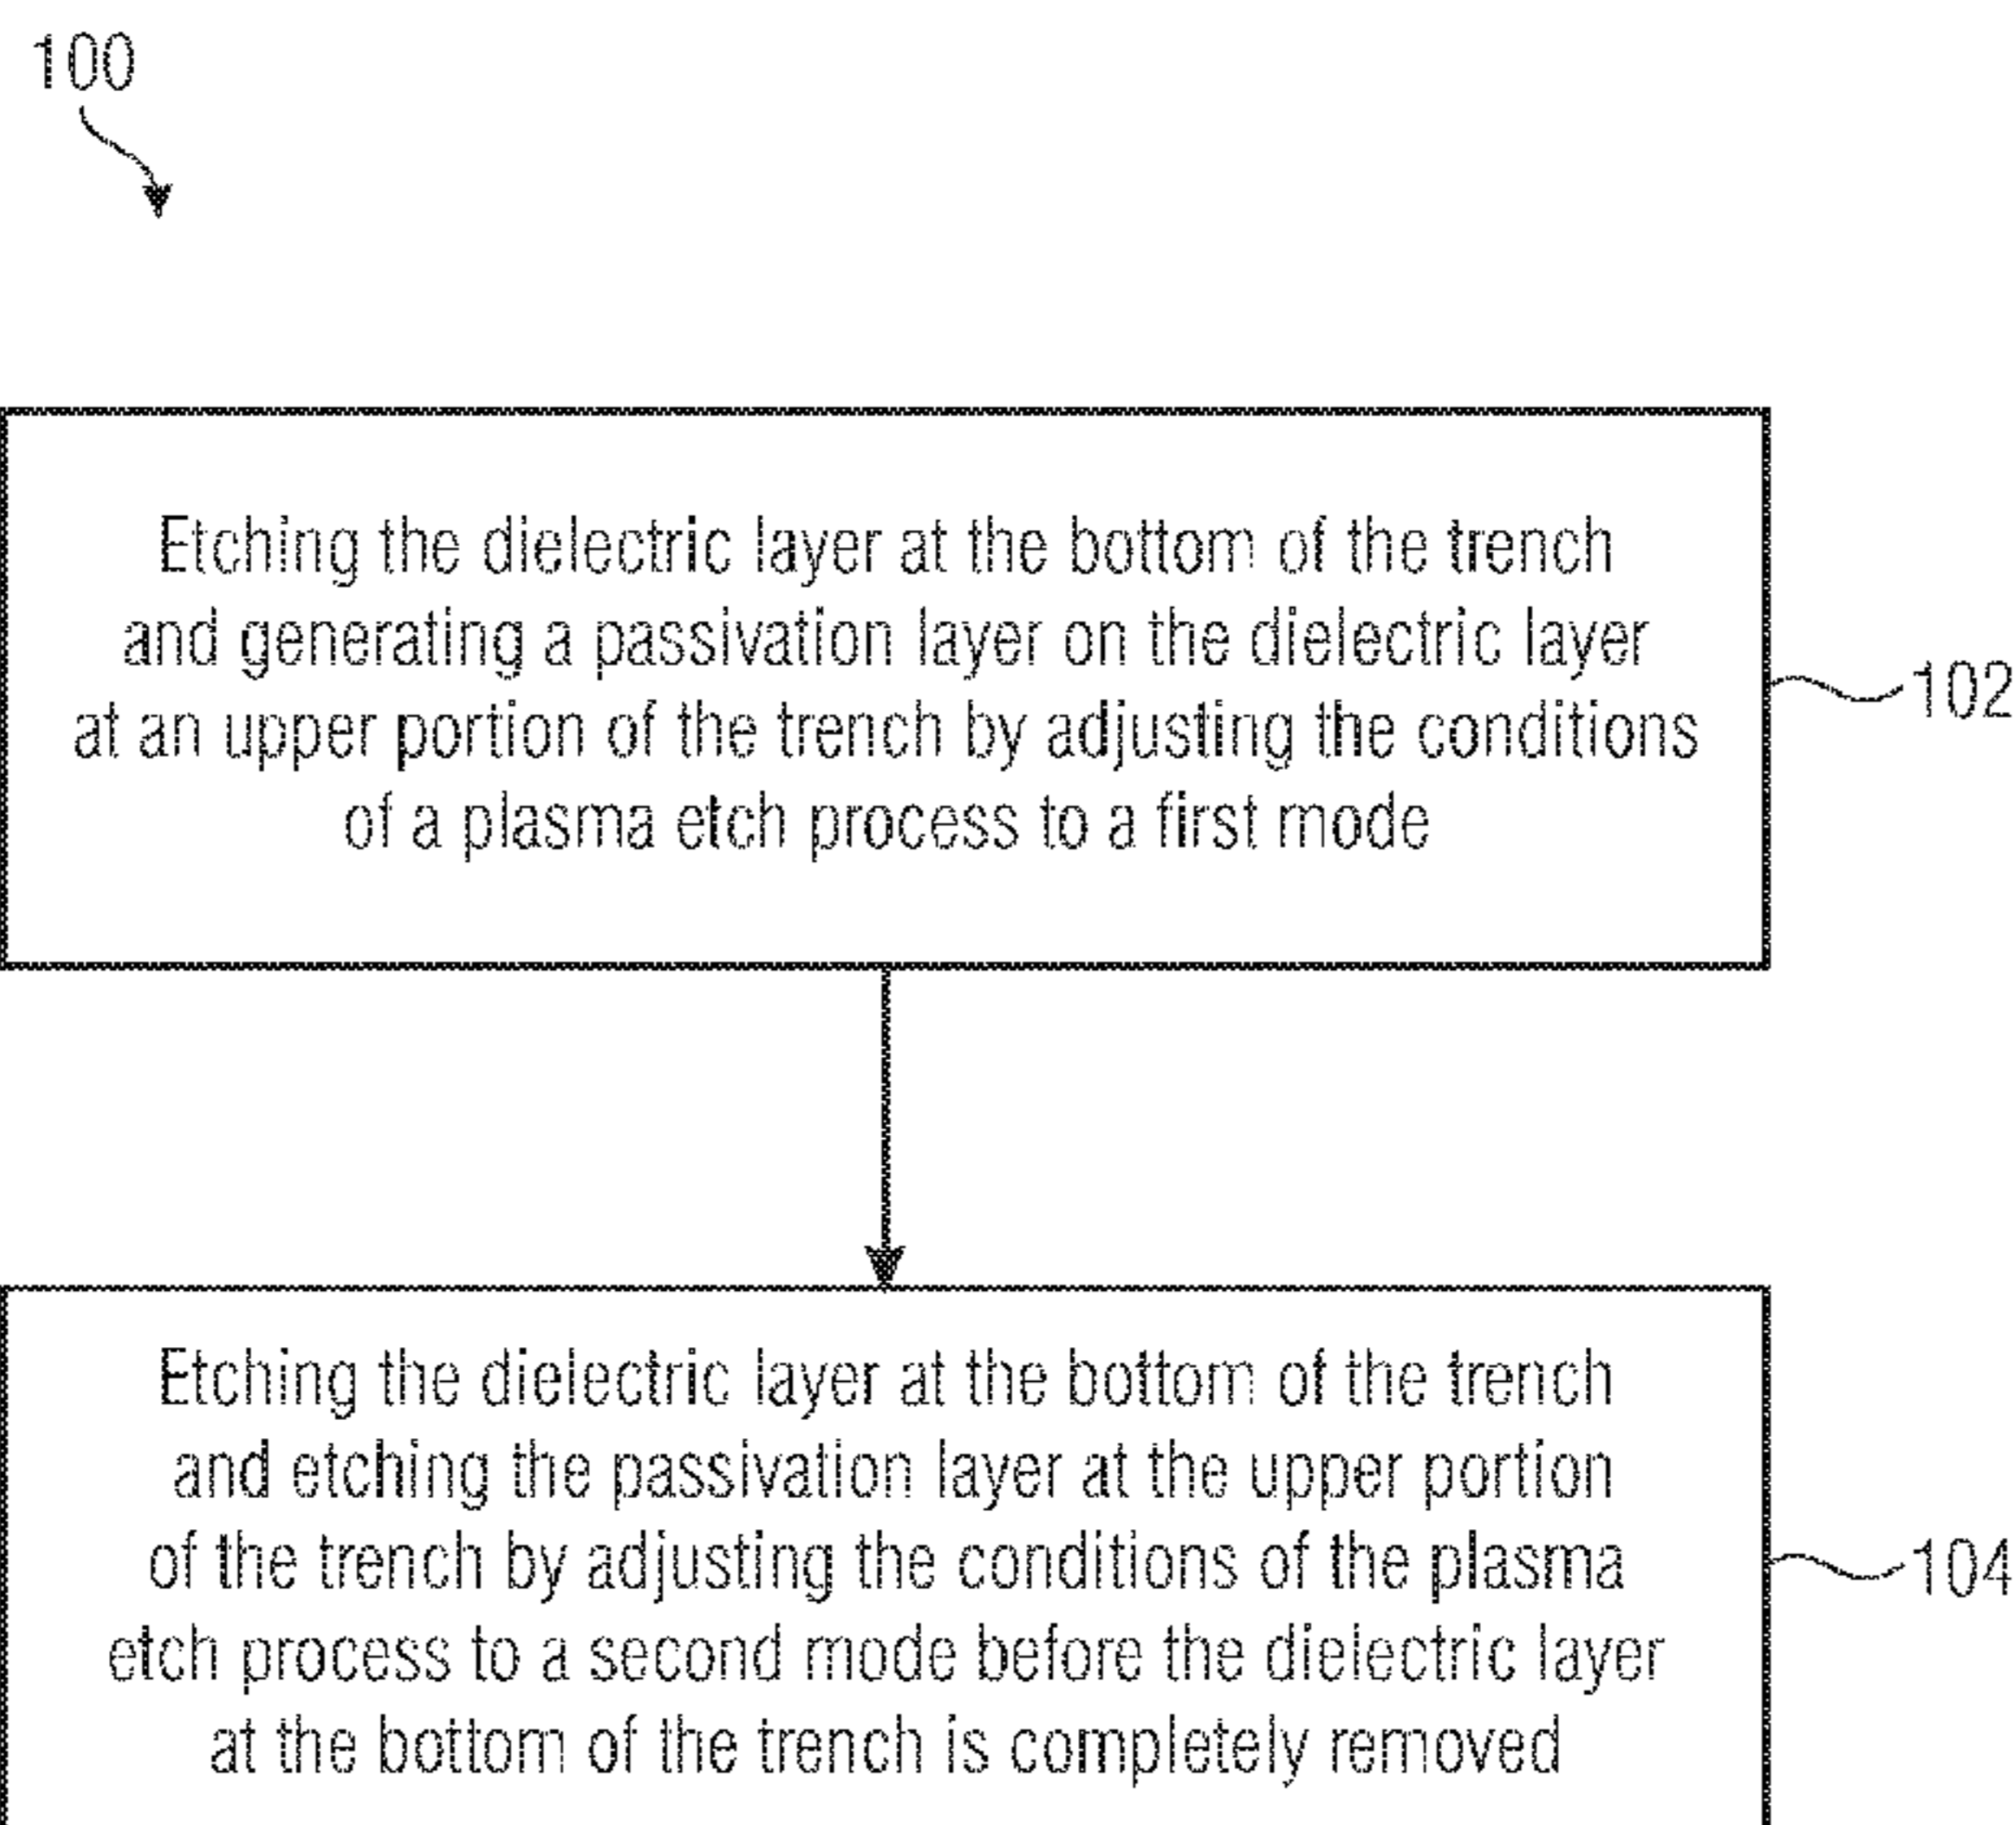 100
Etching the dielectric layer at the bottom of the trench
and generating a passivation layer on the dielectric layer
at an upper portion of the trench by adjusting the conditions
of a plasma etch process to a first mode
102
Etching the dielectric layer at the bottom of the trench
and etching the passivation layer at the upper portion
of the trench by adjusting the conditions of the plasma
etch process to a second mode before the dielectric layer
at the bottom of the trench is completely removed
104